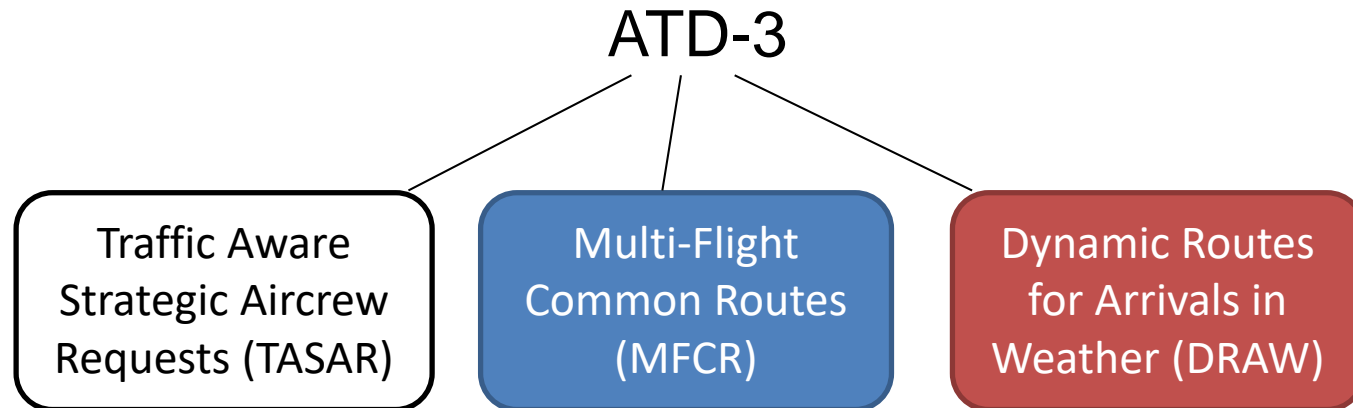 ATD-3
Traffic Aware
Strategic Aircrew
Requests (TASAR)
Multi-Flight
Common Routes
(MFCR)
Dynamic Routes
for Arrivals in
Weather (DRAW)